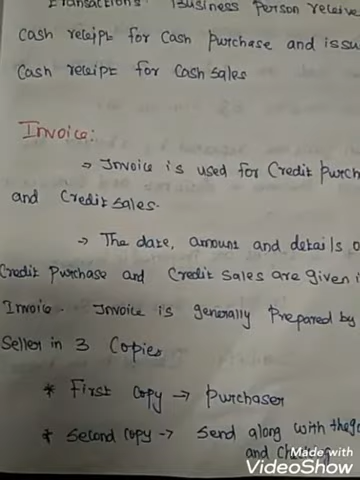 transactions. Business Person receive
cash receipt for cash purchase and issu
cash receipt for cash sales
Invoice:
→ Invoice is used for Credit purch
and Credit sales.
→ The date, amount and details o
Credit purchase and Credit sales are given i
Invoice. Invoice is generally Prepared by
Seller in 3 Copies
* First copy → purchaser
* Second copy → Send along with the go
and checking
Made with
VideoShow